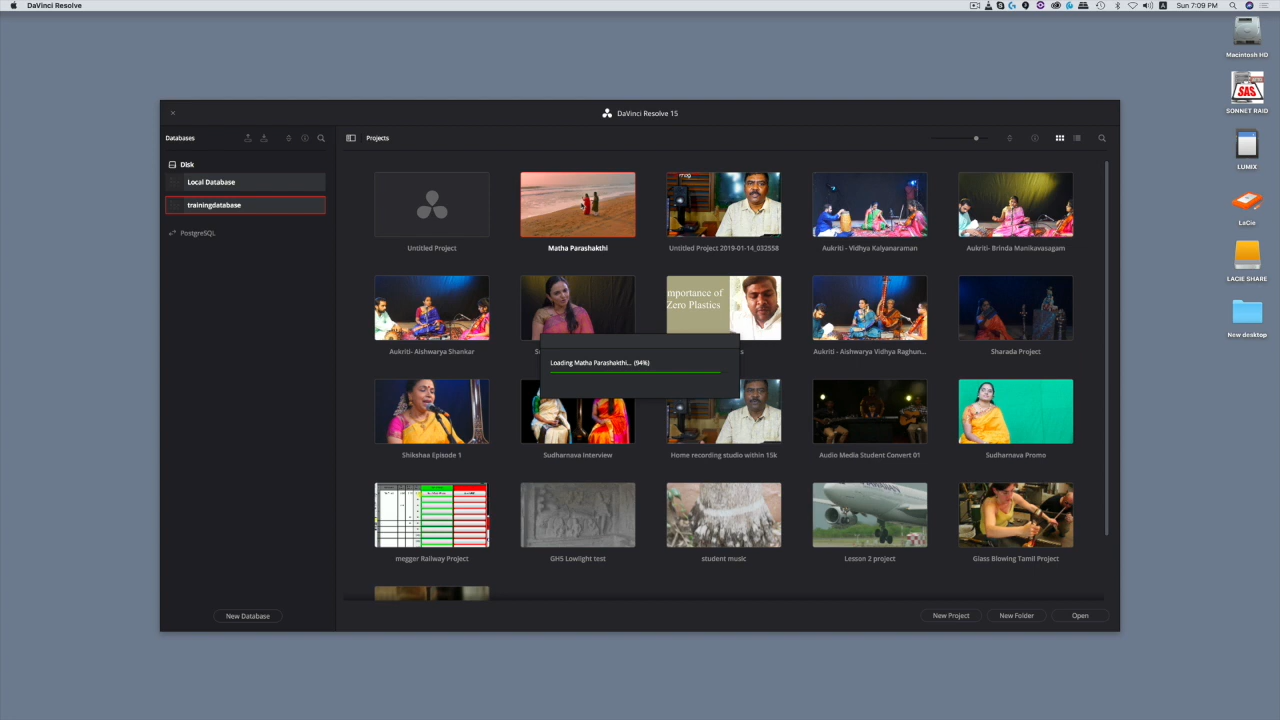 DaVinci Resolve
Sun 7:09 PM
Macintosh HD
SAS
SONNET RAID
LUMIX
LaCie
LACIE SHARE
New desktop
DaVinci Resolve 15
Databases
Disk
Local Database
trainingdatabase
PostgreSQL
Projects
Untitled Project
Matha Parashakthi
Untitled Project 2019-01-14_032558
Aukriti - Vidhya Kalyanaraman
Aukriti- Brinda Manikavasagam
mportance of
Zero Plastics
Aukriti- Aishwarya Shankar
Aukriti - Aishwarya Vidhya Raghun...
Sharada Project
Loading Matha Parashakthi... (94%)
Shikshaa Episode 1
Sudharnava Interview
Home recording studio within 15k
Audio Media Student Convert 01
Sudharnava Promo
megger Railway Project
GH5 Lowlight test
student music
Lesson 2 project
Glass Blowing Tamil Project
New Database
New Project
New Folder
Open